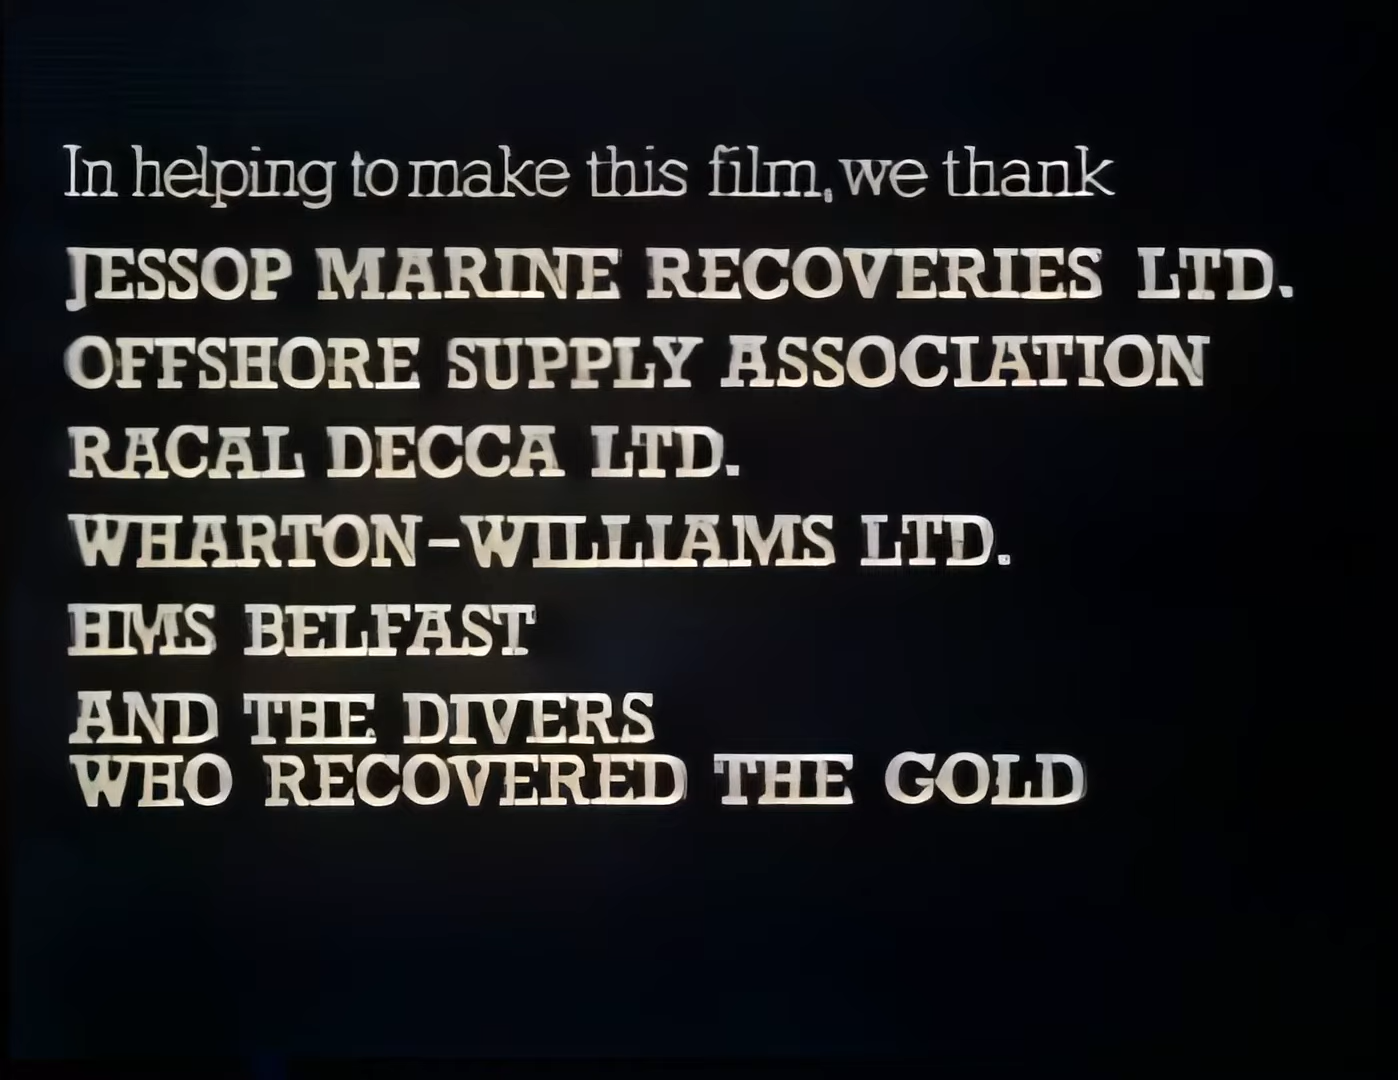 In helping to make this film, we thank
JESSOP MARINE RECOVERIES LTD.
OFFSHORE SUPPLY ASSOCIATION
RACAL DECCA LTD.
WHARTON-WILLIAMS LTD.
HMS BELFAST
AND THE DIVERS
WHO RECOVERED THE GOLD